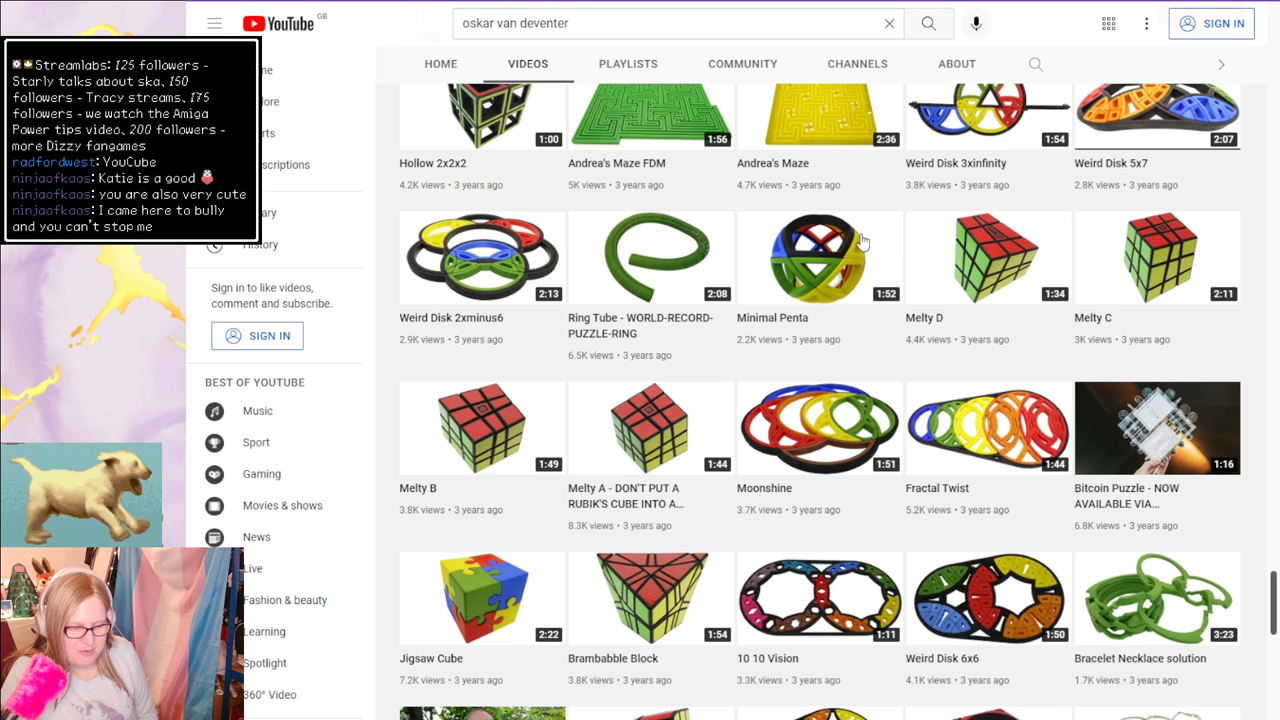 YouTube GB
oskar van deventer
SIGN IN
HOME VIDEOS PLAYLISTS COMMUNITY CHANNELS ABOUT
Streamlabs: 125 followers -
Starly talks about ska, 150
followers - Tracy streams, 175
followers - we watch the Amiga
Power tips video, 200 followers -
more Dizzy fangames
radfordwest: YouCube
ninjaofkaos: Katie is a good
ninjaofkaos: you are also very cute
ninjaofkaos: I came here to bully
and you can't stop me
History
Sign in to like videos,
comment and subscribe.
SIGN IN
BEST OF YOUTUBE
Music
Sport
Gaming
Movies & shows
News
Live
Fashion & beauty
Learning
Spotlight
360° Video
1:00 1:56 2:36 1:54 2:07
Hollow 2x2x2 Andrea's Maze FDM Andrea's Maze Weird Disk 3xinfinity Weird Disk 5x7
4.2K views • 3 years ago 5K views • 3 years ago 4.7K views • 3 years ago 3.8K views • 3 years ago 2.8K views • 3 years ago
2:13 2:08 1:52 1:34 2:11
Weird Disk 2xminus6 Ring Tube - WORLD-RECORD- Minimal Penta Melty D Melty C
PUZZLE-RING
2.9K views • 3 years ago 2.2K views • 3 years ago 4.4K views • 3 years ago 3K views • 3 years ago
6.5K views • 3 years ago
1:49 1:44 1:51 1:44 1:16
Melty B Melty A - DON'T PUT A Moonshine Fractal Twist Bitcoin Puzzle - NOW
RUBIK'S CUBE INTO A... AVAILABLE VIA...
3.8K views • 3 years ago 3.7K views • 3 years ago 5.2K views • 3 years ago
8.3K views • 3 years ago 6.8K views • 3 years ago
2:22 1:54 1:11 1:50 3:23
Jigsaw Cube Brambabble Block 10 10 Vision Weird Disk 6x6 Bracelet Necklace solution
7.2K views • 3 years ago 3.8K views • 3 years ago 3.3K views • 3 years ago 4.1K views • 3 years ago 1.7K views • 3 years ago